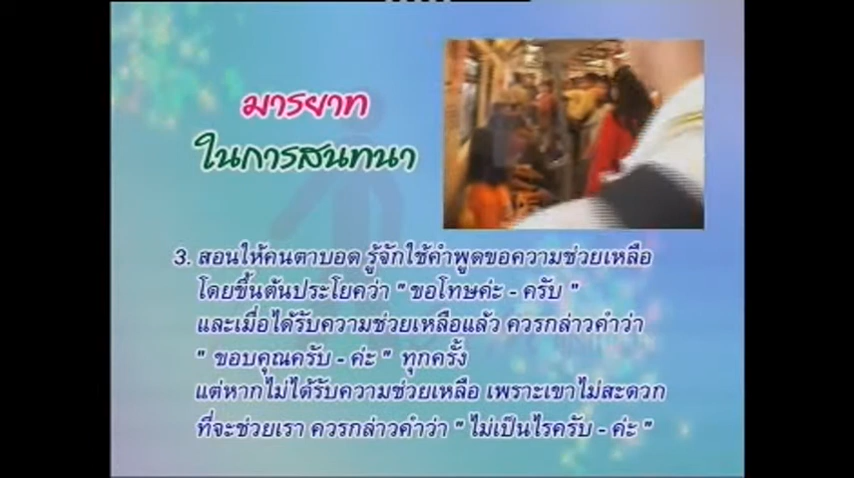 มารยาท
ในการสนทนา
3. สอนให้คนตาบอด รู้จักใช้คำพูดขอความช่วยเหลือ
โดยขึ้นต้นประโยคว่า " ขอโทษค่ะ - ครับ "
และเมื่อได้รับความช่วยเหลือแล้ว ควรกล่าวคำว่า
" ขอบคุณครับ - ค่ะ " ทุกครั้ง
แต่หากไม่ได้รับความช่วยเหลือ เพราะเขาไม่สะดวก
ที่จะช่วยเรา ควรกล่าวคำว่า " ไม่เป็นไรครับ - ค่ะ "